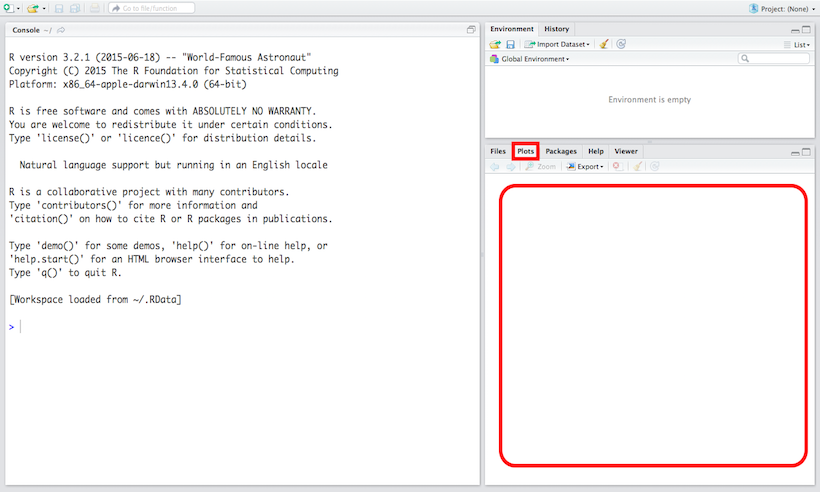 Go to file/function
Project: (None)
Console ~/
R version 3.2.1 (2015-06-18) -- "World-Famous Astronaut"
Copyright (C) 2015 The R Foundation for Statistical Computing
Platform: x86_64-apple-darwin13.4.0 (64-bit)
R is free software and comes with ABSOLUTELY NO WARRANTY.
You are welcome to redistribute it under certain conditions.
Type 'license()' or 'licence()' for distribution details.
Natural language support but running in an English locale
R is a collaborative project with many contributors.
Type 'contributors()' for more information and
'citation()' on how to cite R or R packages in publications.
Type 'demo()' for some demos, 'help()' for on-line help, or
'help.start()' for an HTML browser interface to help.
Type 'q()' to quit R.
[Workspace loaded from ~/.RData]
>
Environment History
Import Dataset List
Global Environment
Environment is empty
Files Plots Packages Help Viewer
Zoom Export